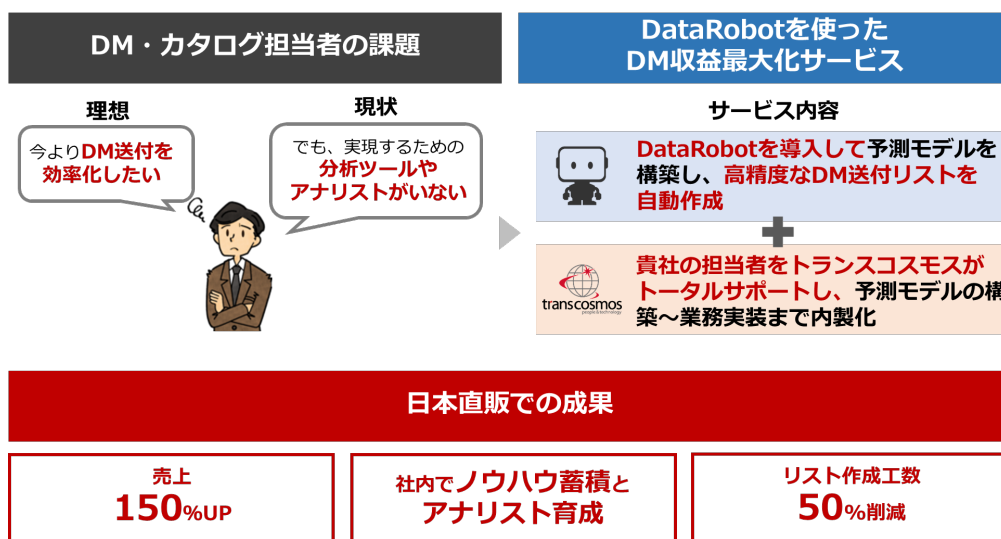 DM・カタログ担当者の課題
理想
今よりDM送付を
効率化したい
現状
でも、実現するための
分析ツールや
アナリストがいない
DataRobotを使った
DM収益最大化サービス
サービス内容
DataRobotを導入して予測モデルを
構築し、高精度なDM送付リストを
自動作成
transcosmos
people & technology
貴社の担当者をトランスコスモスが
トータルサポートし、予測モデルの構
築～業務実装まで内製化
日本直販での成果
売上
150%UP
社内でノウハウ蓄積と
アナリスト育成
リスト作成工数
50%削減